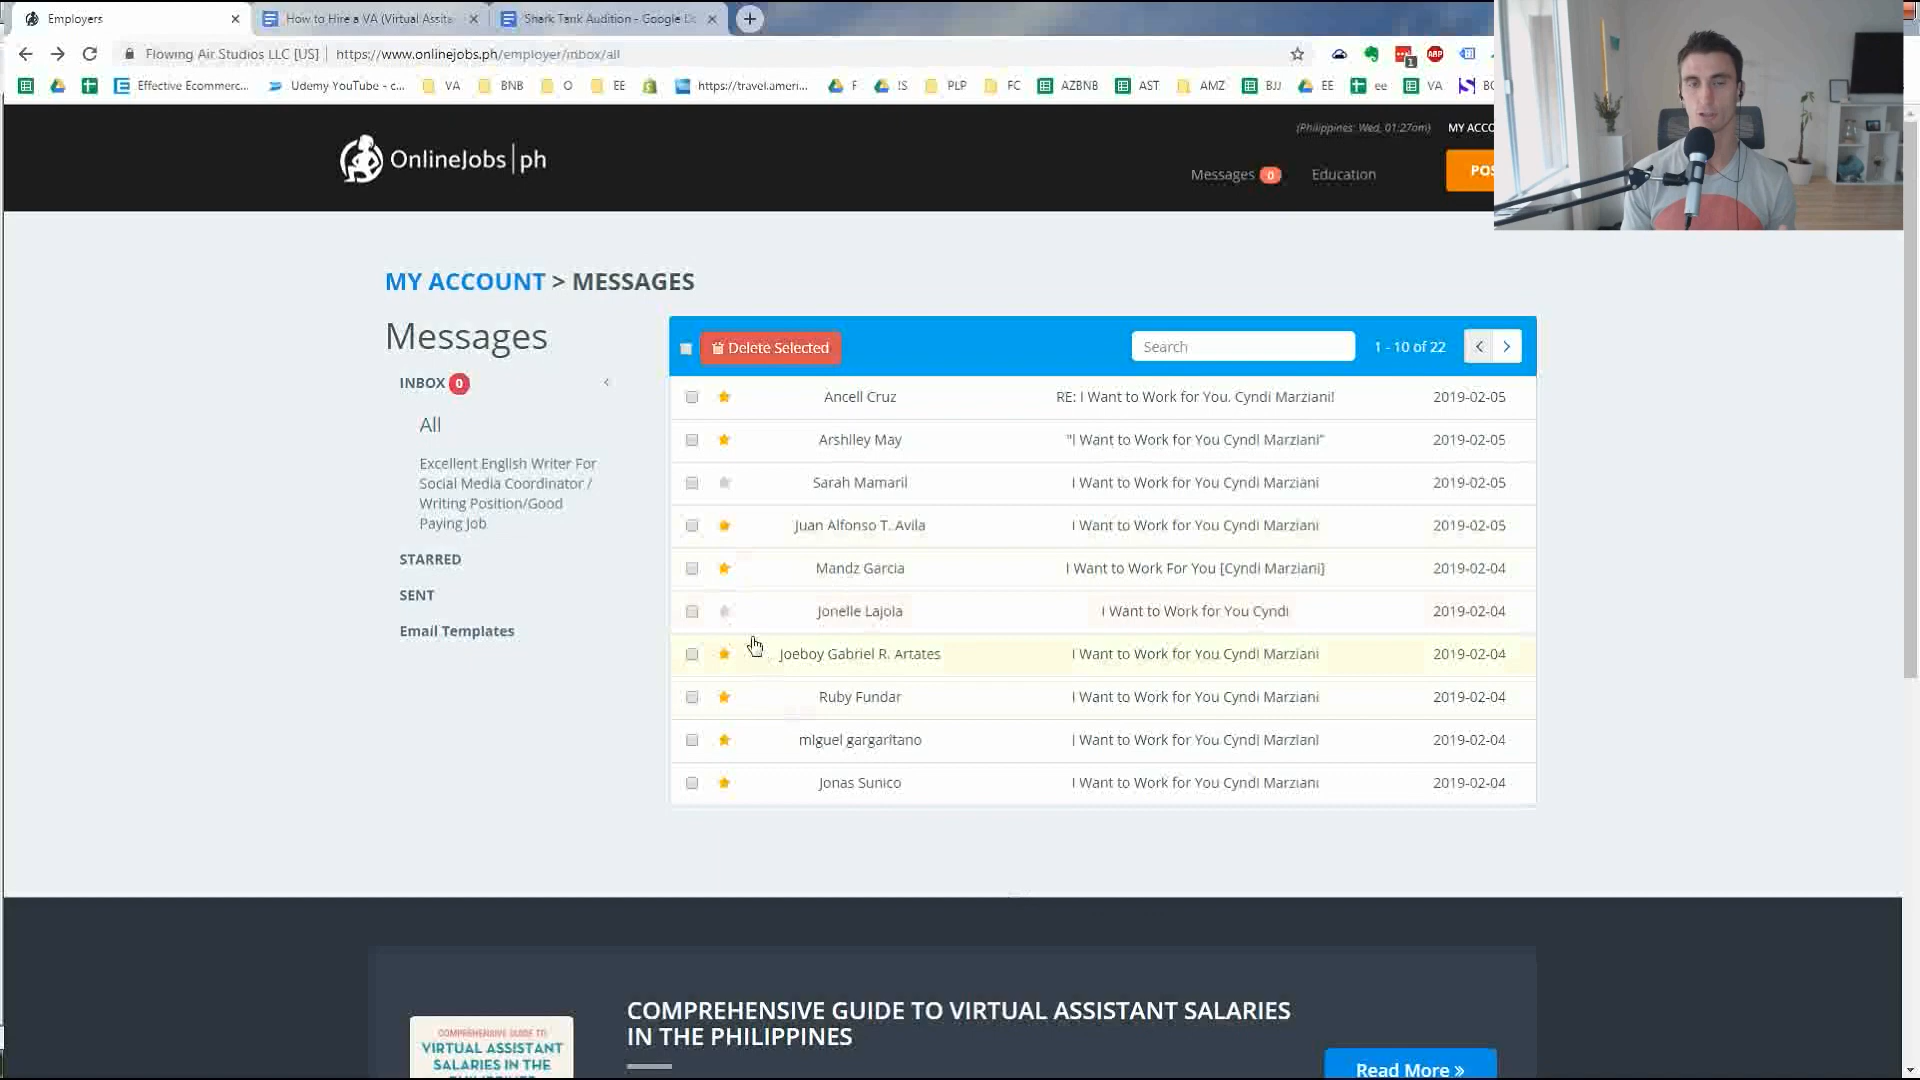 Employers
How to Hire a VA (Virtual Assista
Shark Tank Audition - Google Do
Flowing Air Studios LLC [US]
https://www.onlinejobs.ph/employer/inbox/all
Effective Ecommerc...
Udemy YouTube - c...
VA
BNB
O
EE
https://travel.ameri...
F
IS
PLP
FC
AZBNB
AST
AMZ
BJJ
EE
ee
VA
OnlineJobs|ph
(Philippines: Wed, 01:27am)
MY ACCO
Messages 0
Education
POS
MY ACCOUNT > MESSAGES
Messages
INBOX 0
All
Excellent English Writer For
Social Media Coordinator /
Writing Position/Good
Paying Job
STARRED
SENT
Email Templates
Delete Selected
Search
1 - 10 of 22
Ancell Cruz RE: I Want to Work for You. Cyndi Marziani! 2019-02-05
Arshlley May "I Want to Work for You Cyndi Marziani" 2019-02-05
Sarah Mamaril I Want to Work for You Cyndi Marziani 2019-02-05
Juan Alfonso T. Avila I Want to Work for You Cyndi Marziani 2019-02-05
Mandz Garcia I Want to Work For You [Cyndi Marziani] 2019-02-04
Jonelle Lajola I Want to Work for You Cyndi 2019-02-04
Joeboy Gabriel R. Artates I Want to Work for You Cyndi Marziani 2019-02-04
Ruby Fundar I Want to Work for You Cyndi Marziani 2019-02-04
miguel gargaritano I Want to Work for You Cyndi Marziani 2019-02-04
Jonas Sunico I Want to Work for You Cyndi Marziani 2019-02-04
COMPREHENSIVE GUIDE TO VIRTUAL ASSISTANT SALARIES
IN THE PHILIPPINES
COMPREHENSIVE GUIDE TO
VIRTUAL ASSISTANT
SALARIES IN THE
Read More »